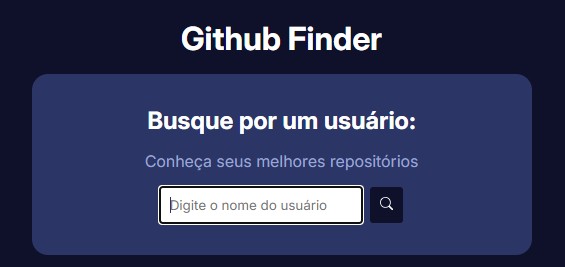 Github Finder
Busque por um usuário:
Conheça seus melhores repositórios
Digite o nome do usuário